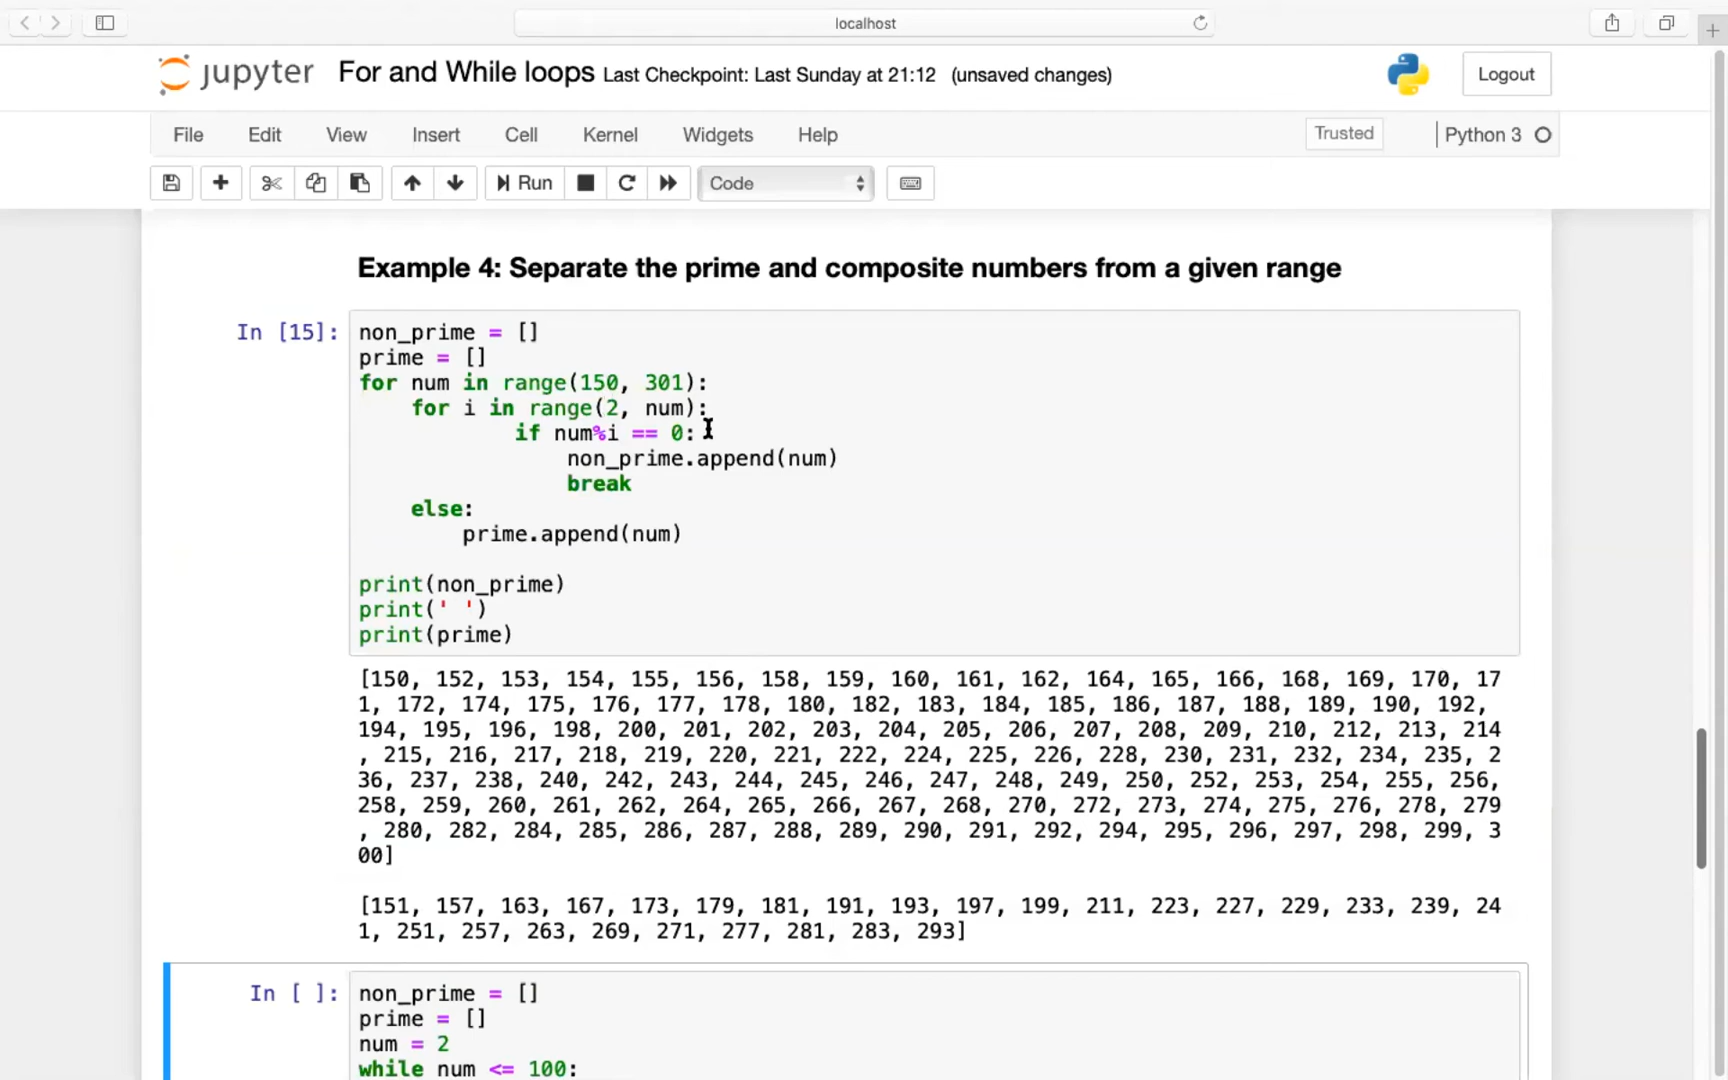 localhost
jupyter For and While loops Last Checkpoint: Last Sunday at 21:12 (unsaved changes) Logout
File Edit View Insert Cell Kernel Widgets Help Trusted Python 3
Run Code
Example 4: Separate the prime and composite numbers from a given range
In [15]: non_prime = []
prime = []
for num in range(150, 301):
    for i in range(2, num):
            if num%i == 0:
                non_prime.append(num)
                break
    else:
        prime.append(num)
print(non_prime)
print(' ')
print(prime)
[150, 152, 153, 154, 155, 156, 158, 159, 160, 161, 162, 164, 165, 166, 168, 169, 170, 17
1, 172, 174, 175, 176, 177, 178, 180, 182, 183, 184, 185, 186, 187, 188, 189, 190, 192,
194, 195, 196, 198, 200, 201, 202, 203, 204, 205, 206, 207, 208, 209, 210, 212, 213, 214
, 215, 216, 217, 218, 219, 220, 221, 222, 224, 225, 226, 228, 230, 231, 232, 234, 235, 2
36, 237, 238, 240, 242, 243, 244, 245, 246, 247, 248, 249, 250, 252, 253, 254, 255, 256,
258, 259, 260, 261, 262, 264, 265, 266, 267, 268, 270, 272, 273, 274, 275, 276, 278, 279
, 280, 282, 284, 285, 286, 287, 288, 289, 290, 291, 292, 294, 295, 296, 297, 298, 299, 3
00]
[151, 157, 163, 167, 173, 179, 181, 191, 193, 197, 199, 211, 223, 227, 229, 233, 239, 24
1, 251, 257, 263, 269, 271, 277, 281, 283, 293]
In [ ]: non_prime = []
prime = []
num = 2
while num <= 100: